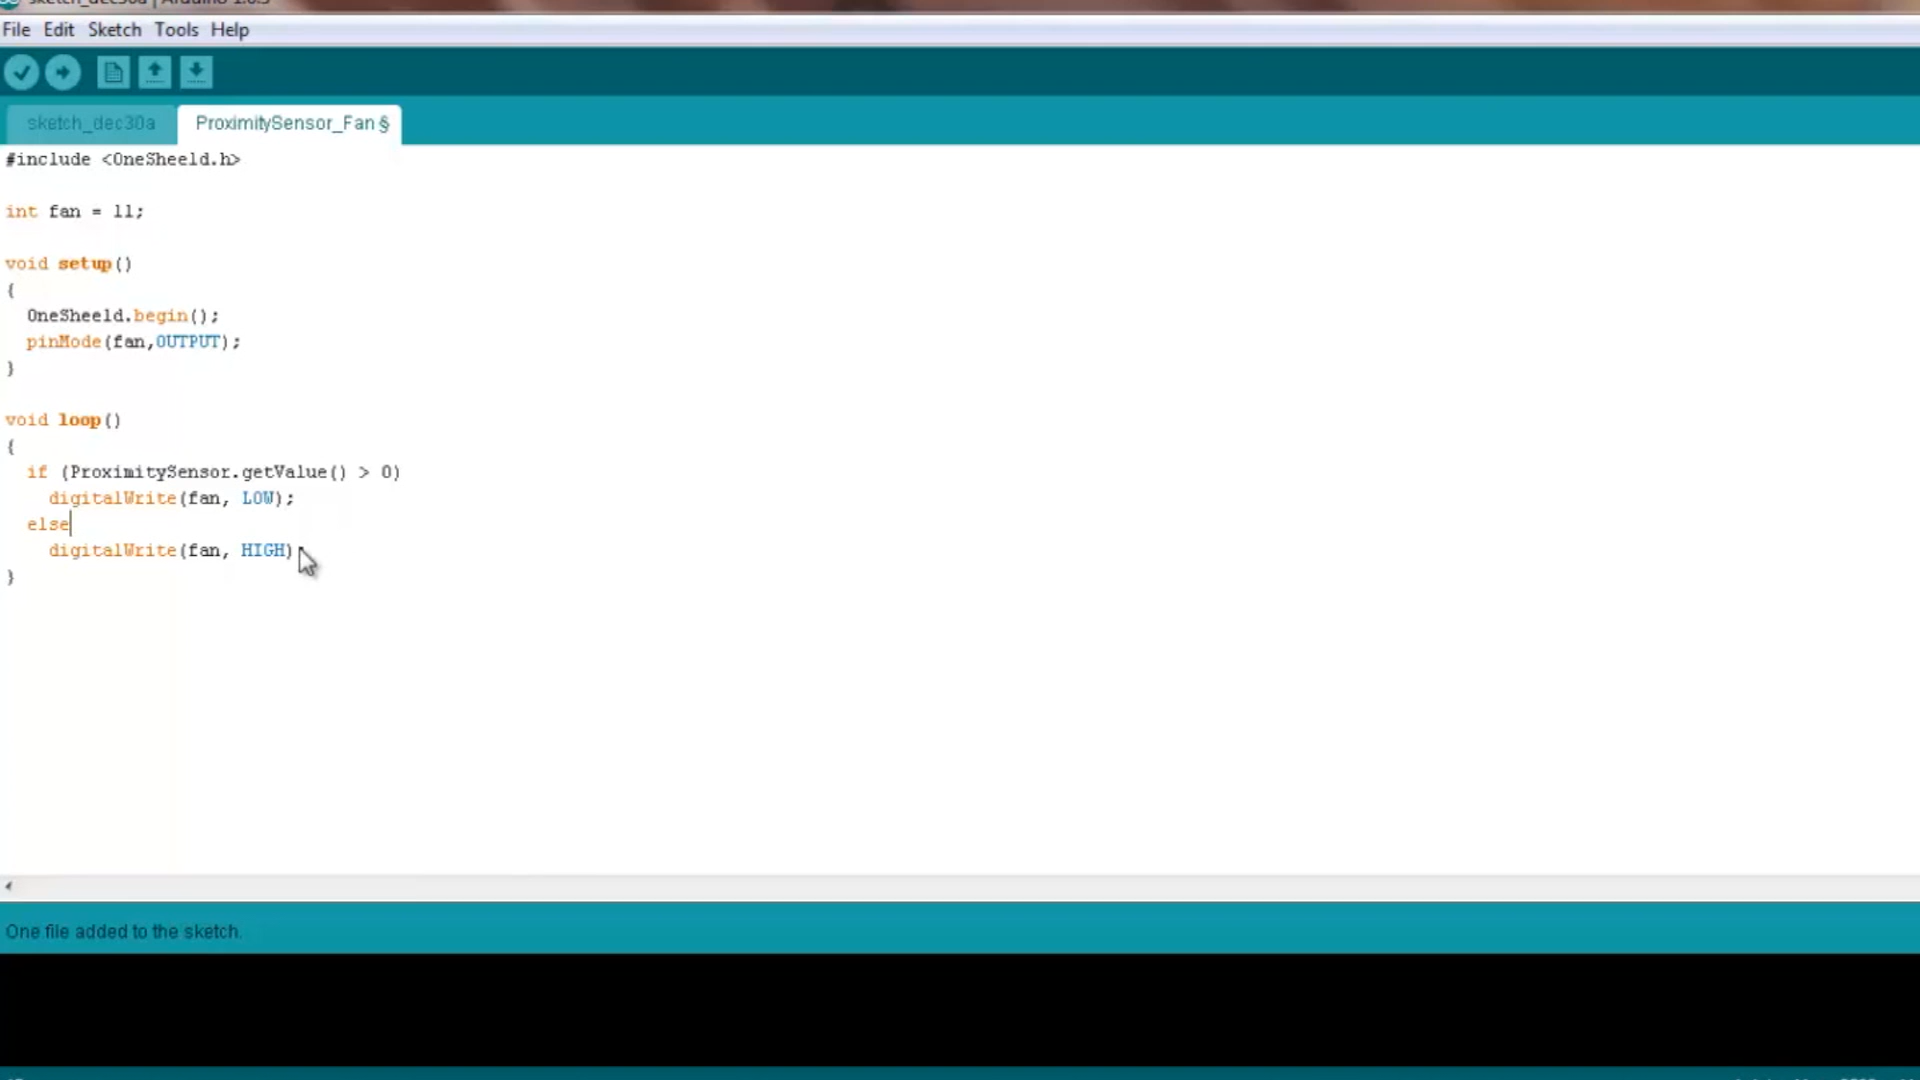 File Edit Sketch Tools Help
sketch_dec30a ProximitySensor_Fan §
#include <OneSheeld.h>
int fan = 11;
void setup()
{
OneSheeld.begin();
pinMode(fan,OUTPUT);
}
void loop()
{
if (ProximitySensor.getValue() > 0)
digitalWrite(fan, LOW);
else
digitalWrite(fan, HIGH)
}
One file added to the sketch.